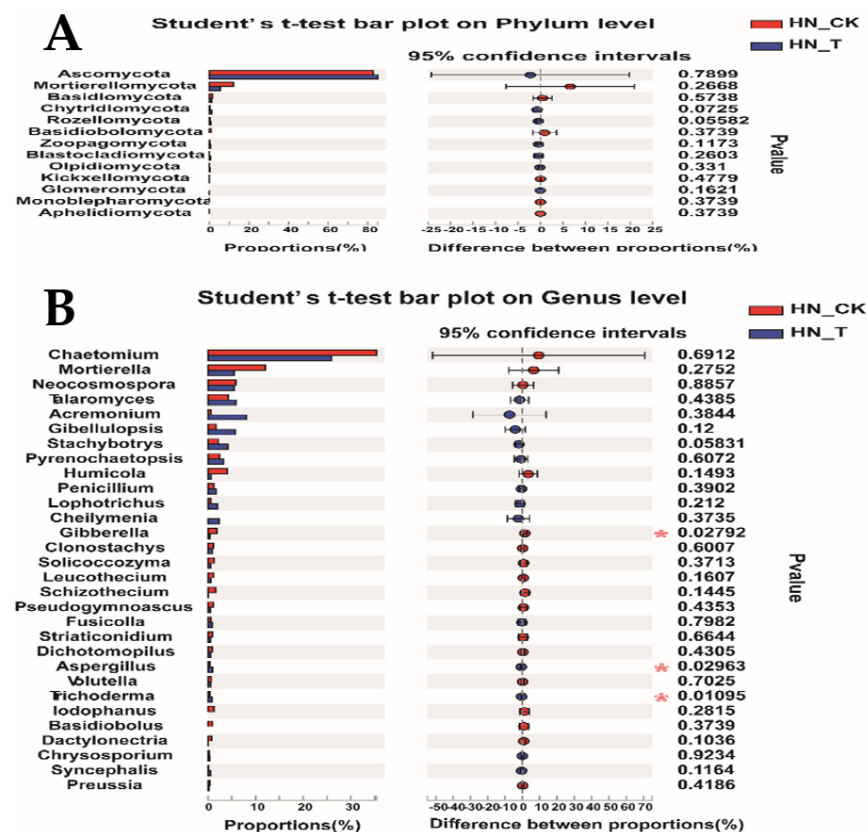 A
Student's t-test bar plot on Phylum level
HN_CK
HN_T
95% confidence intervals
Ascomycota 0.7899
Mortierellomycota 0.2668
Basidiomycota 0.5738
Chytridiomycota 0.0725
Rozellomycota 0.05582
Basidiobolomycota 0.3739
Zoopagomycota 0.1173
Blastocladiomycota 0.2603
Olpidiomycota 0.331
Kickxellomycota 0.4779
Glomeromycota 0.1621
Monoblepharomycota 0.3739
Aphelidiomycota 0.3739
Pvalue
0 20 40 60 80 -25 -20 -15 -10 -5 0 5 10 15 20 25
Proportions(%) Difference between proportions(%)
B
Student's t-test bar plot on Genus level
HN_CK
HN_T
95% confidence intervals
Chaetomium 0.6912
Mortierella 0.2752
Neocosmospora 0.8857
Talaromyces 0.4385
Acremonium 0.3844
Gibellulopsis 0.12
Stachybotrys 0.05831
Pyrenochaetopsis 0.6072
Humicola 0.1493
Penicillium 0.3902
Lophotrichus 0.212
Cheilymenia 0.3735
Gibberella * 0.02792
Clonostachys 0.6007
Solicoccozyma 0.3713
Leucothecium 0.1607
Schizothecium 0.1445
Pseudogymnoascus 0.4353
Fusicolla 0.7982
Striaticonidium 0.6644
Dichotomopilus 0.4305
Aspergillus * 0.02963
Volutella 0.7025
Trichoderma * 0.01095
Iodophanus 0.2815
Basidiobolus 0.3739
Dactylonectria 0.1036
Chrysosporium 0.9234
Syncephalis 0.1164
Preussia 0.4186
Pvalue
0 10 20 30 -50 -40 -30 -20 -10 0 10 20 30 40 50 60 70
Proportions(%) Difference between proportions(%)